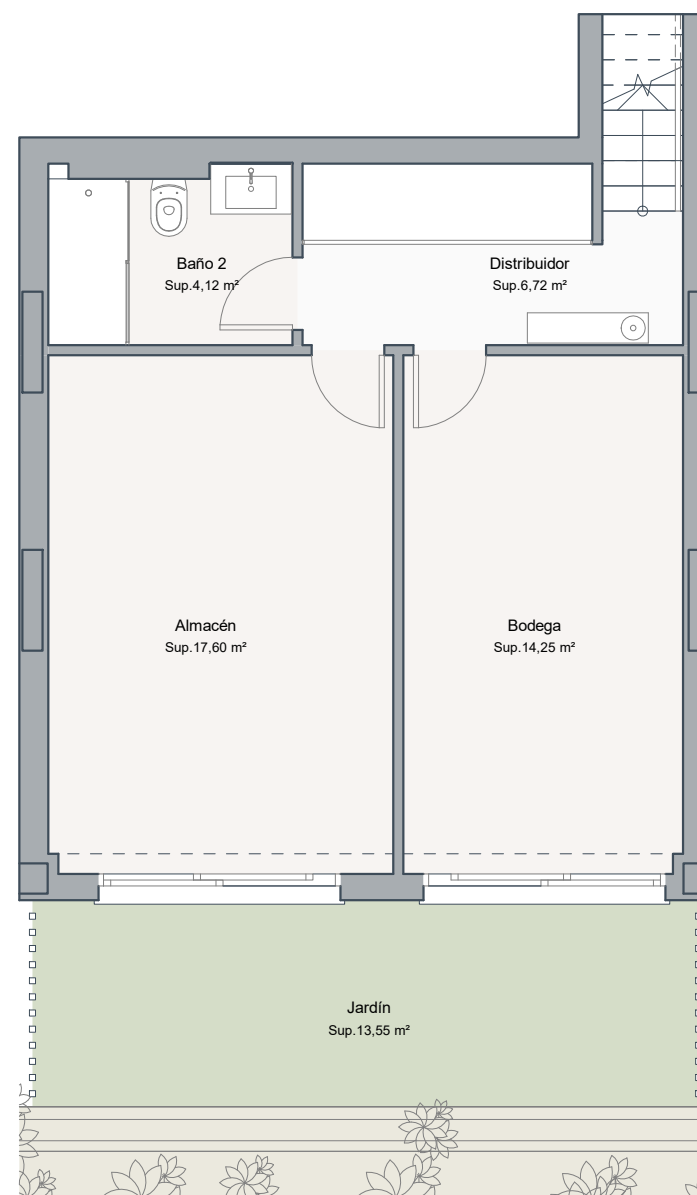 Baño 2
Sup.4,12 m²
Distribuidor
Sup.6,72 m²
Almacén
Sup.17,60 m²
Bodega
Sup.14,25 m²
Jardín
Sup.13,55 m²